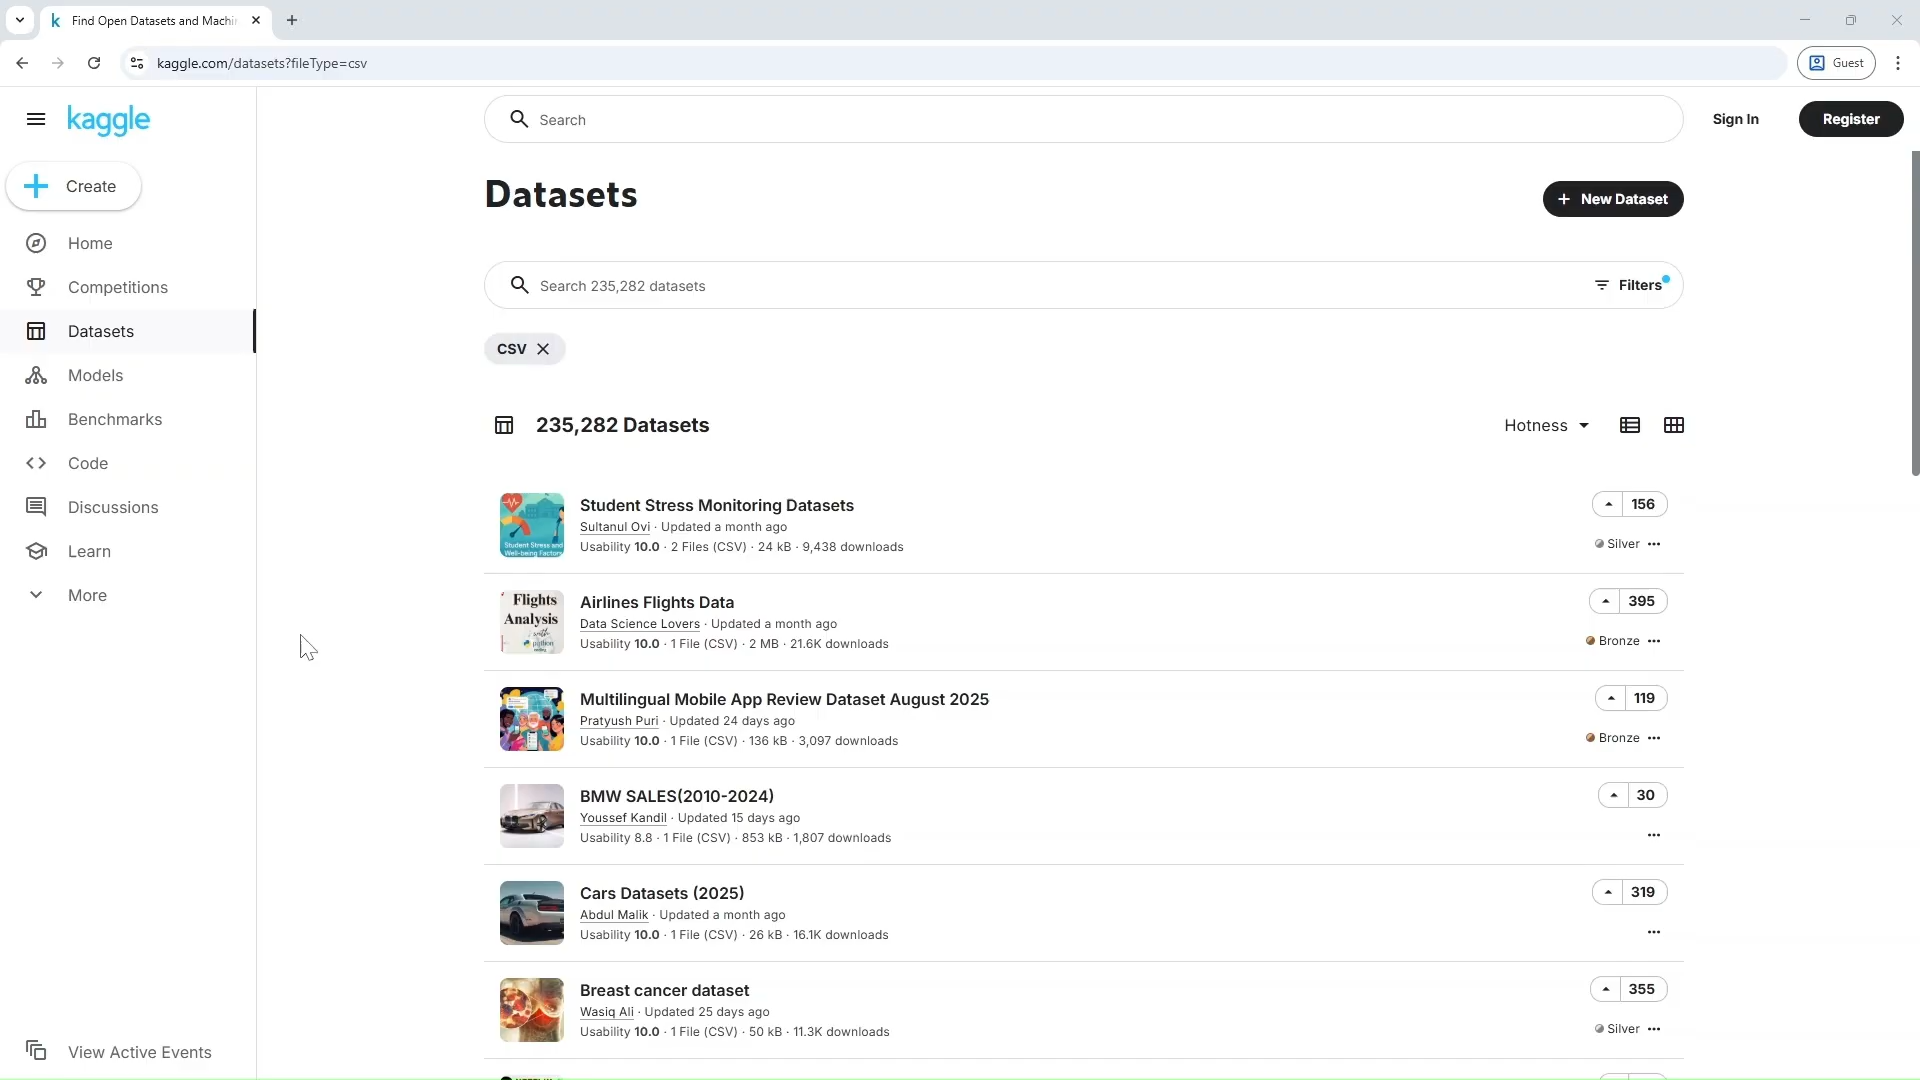 Find Open Datasets and Machi
kaggle.com/datasets?fileType=csv
Guest
kaggle
Search
Sign In
Register
Create
Datasets
New Dataset
Home
Competitions
Datasets
Models
Benchmarks
Code
Discussions
Learn
More
View Active Events
Search 235,282 datasets
Filters
CSV
235,282 Datasets
Hotness
Student Stress and
Well-being Factor
Student Stress Monitoring Datasets
Sultanul Ovi · Updated a month ago
Usability 10.0 · 2 Files (CSV) · 24 kB · 9,438 downloads
156
Silver
Flights
Analysis
with
python
Airlines Flights Data
Data Science Lovers · Updated a month ago
Usability 10.0 · 1 File (CSV) · 2 MB · 21.6K downloads
395
Bronze
Multilingual Mobile App Review Dataset August 2025
Pratyush Puri · Updated 24 days ago
Usability 10.0 · 1 File (CSV) · 136 kB · 3,097 downloads
119
Bronze
BMW SALES(2010-2024)
Youssef Kandil · Updated 15 days ago
Usability 8.8 · 1 File (CSV) · 853 kB · 1,807 downloads
30
Cars Datasets (2025)
Abdul Malik · Updated a month ago
Usability 10.0 · 1 File (CSV) · 26 kB · 16.1K downloads
319
Breast cancer dataset
Wasiq Ali · Updated 25 days ago
Usability 10.0 · 1 File (CSV) · 50 kB · 11.3K downloads
355
Silver